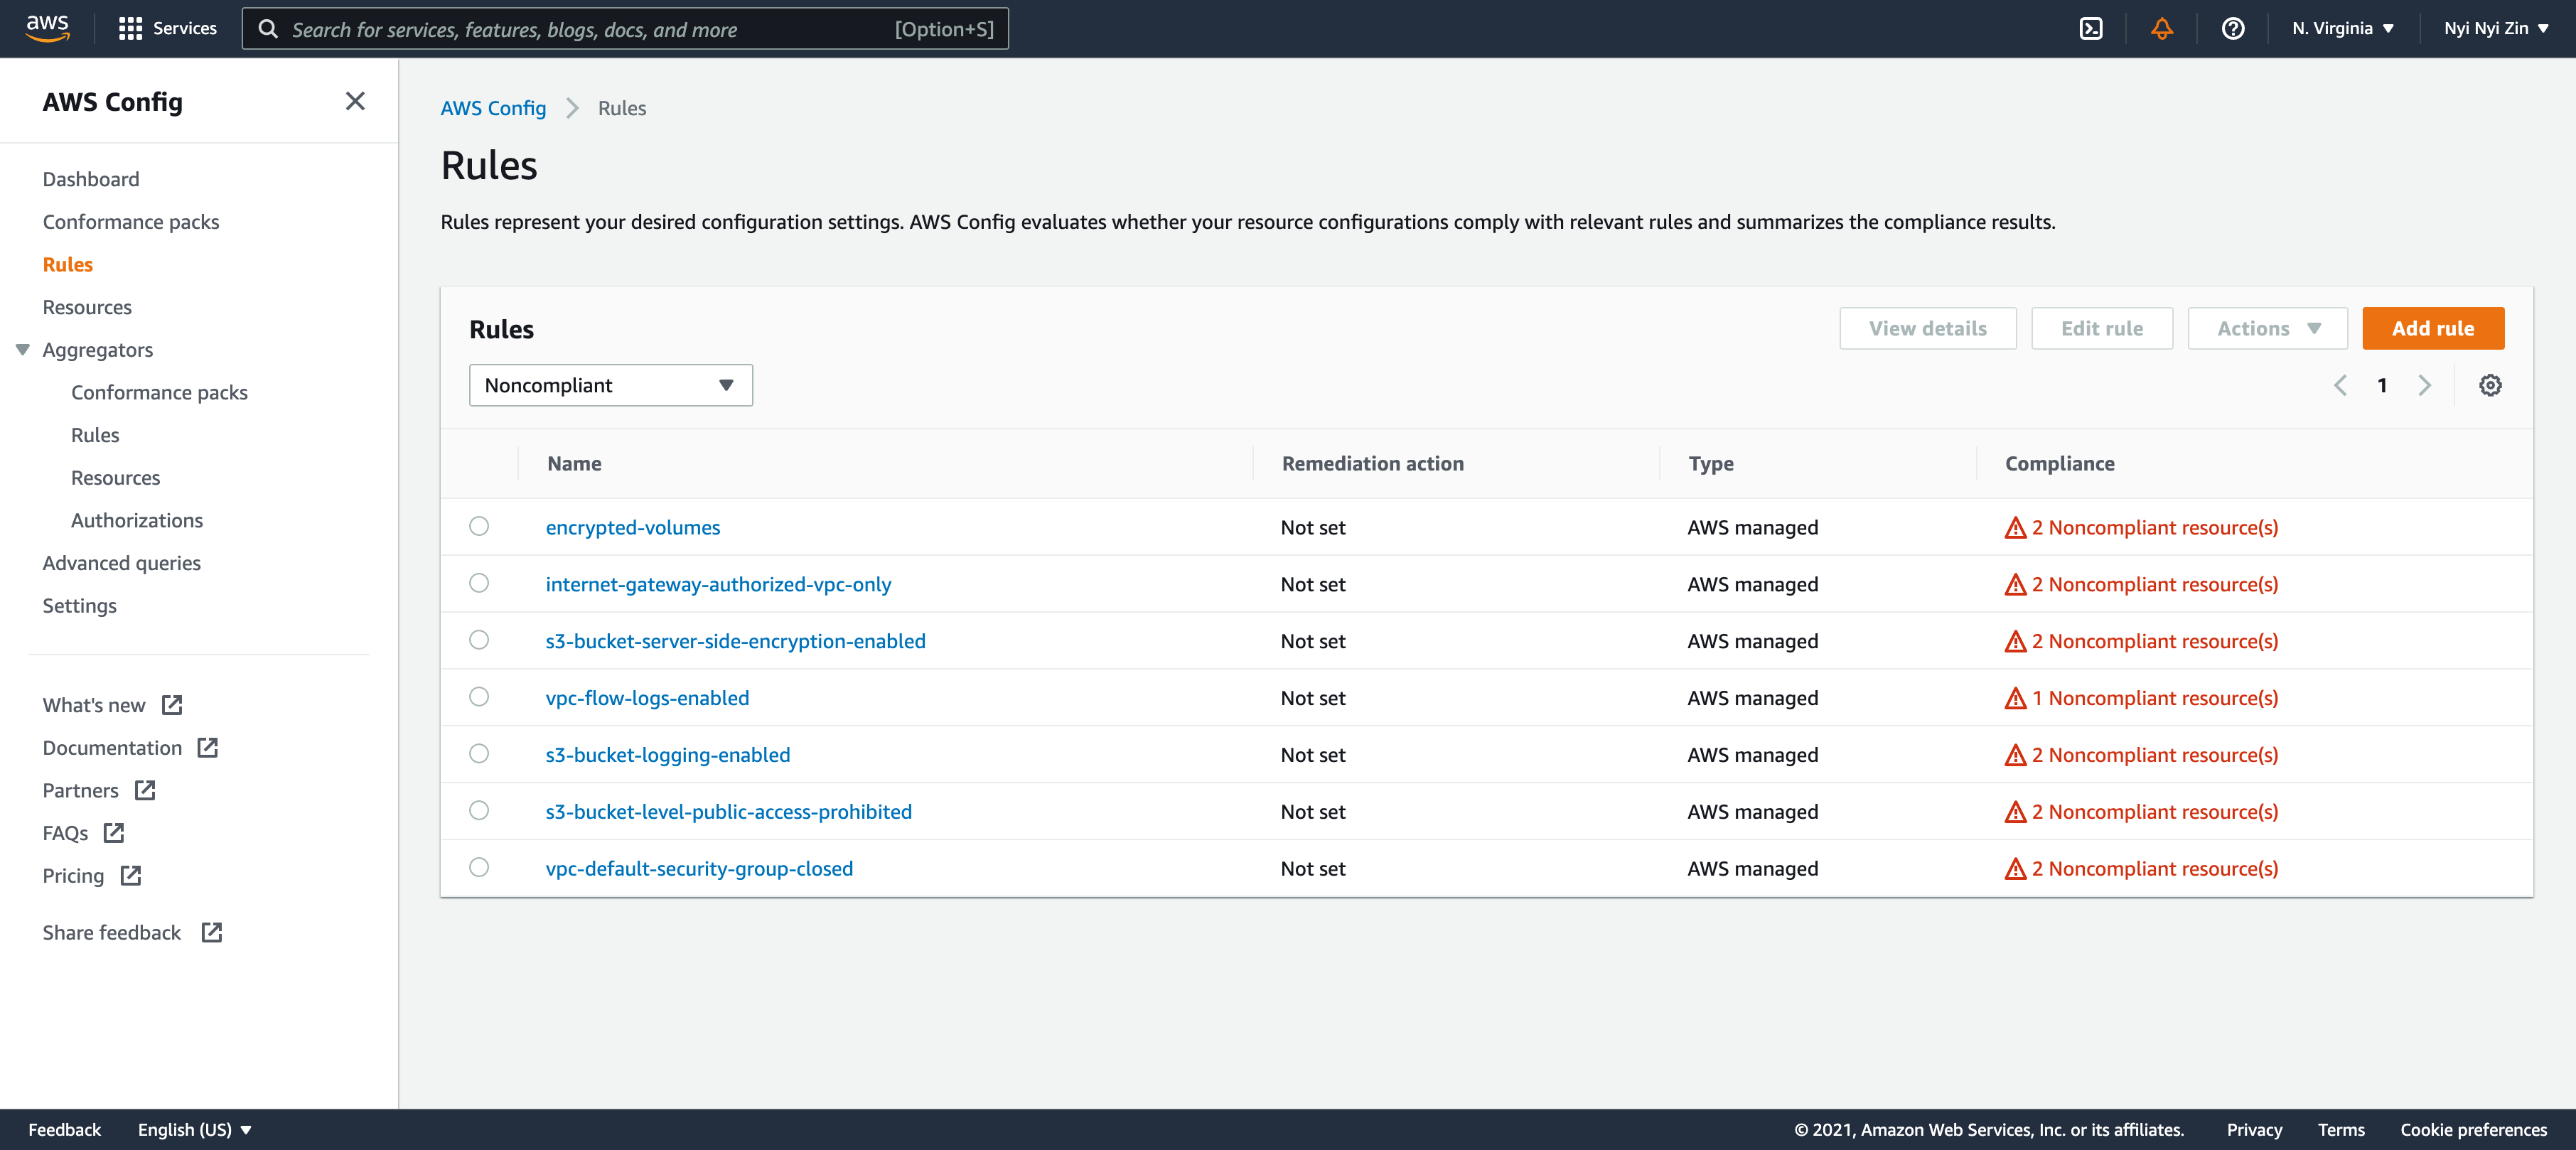 aws
Services
Search for services, features, blogs, docs, and more [Option+S]
N. Virginia ▼
Nyi Nyi Zin ▼
AWS Config
Dashboard
Conformance packs
Rules
Resources
Aggregators
Conformance packs
Rules
Resources
Authorizations
Advanced queries
Settings
What's new
Documentation
Partners
FAQs
Pricing
Share feedback
AWS Config > Rules
Rules
Rules represent your desired configuration settings. AWS Config evaluates whether your resource configurations comply with relevant rules and summarizes the compliance results.
Rules
View details
Edit rule
Actions ▼
Add rule
Noncompliant ▼
< 1 >
Name Remediation action Type Compliance
encrypted-volumes Not set AWS managed 2 Noncompliant resource(s)
internet-gateway-authorized-vpc-only Not set AWS managed 2 Noncompliant resource(s)
s3-bucket-server-side-encryption-enabled Not set AWS managed 2 Noncompliant resource(s)
vpc-flow-logs-enabled Not set AWS managed 1 Noncompliant resource(s)
s3-bucket-logging-enabled Not set AWS managed 2 Noncompliant resource(s)
s3-bucket-level-public-access-prohibited Not set AWS managed 2 Noncompliant resource(s)
vpc-default-security-group-closed Not set AWS managed 2 Noncompliant resource(s)
Feedback English (US) ▼ © 2021, Amazon Web Services, Inc. or its affiliates. Privacy Terms Cookie preferences